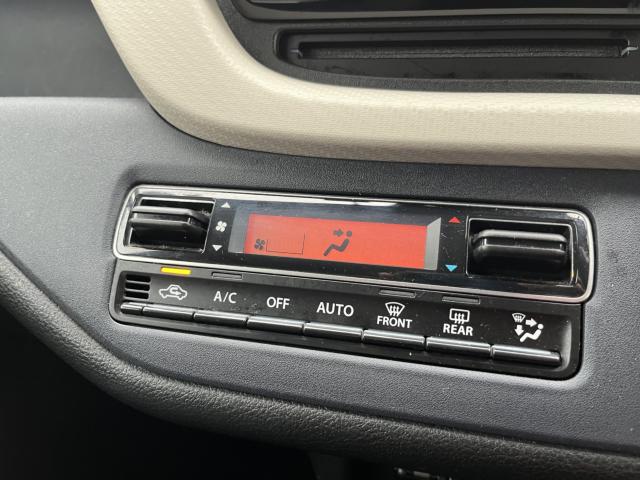 A/C OFF AUTO FRONT REAR